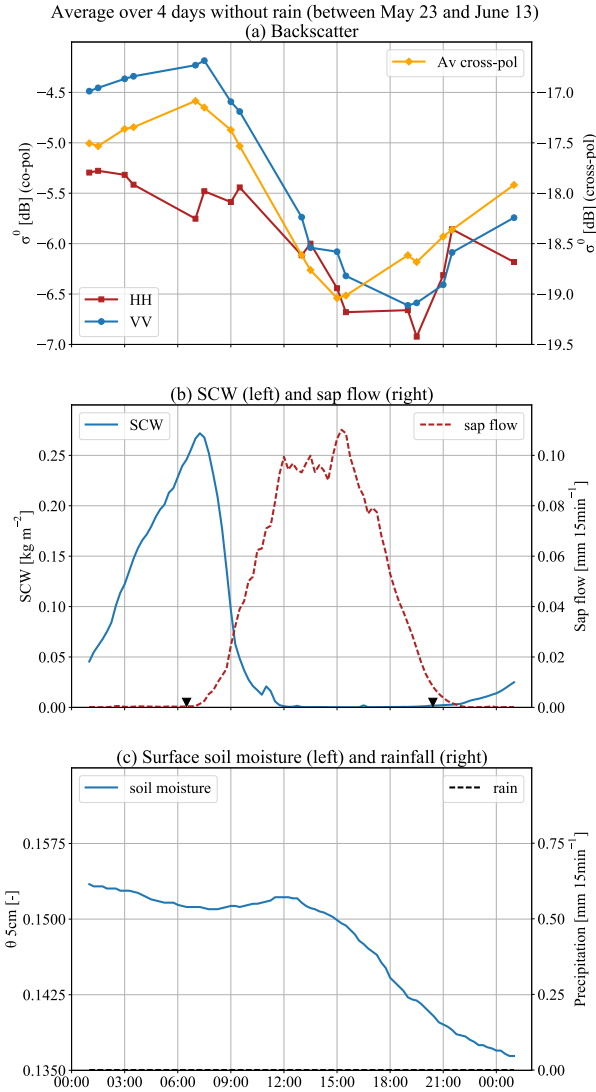 Average over 4 days without rain (between May 23 and June 13)
(a) Backscatter
Av cross-pol
−4.5
−5.0
−5.5
−6.0
−6.5
−7.0
σ⁰ [dB] (co-pol)
−17.0
−17.5
−18.0
−18.5
−19.0
−19.5
σ⁰ [dB] (cross-pol)
HH
VV
(b) SCW (left) and sap flow (right)
SCW
sap flow
0.25
0.20
0.15
0.10
0.05
0.00
SCW [kg m⁻²]
0.10
0.08
0.06
0.04
0.02
0.00
Sap flow [mm 15min⁻¹]
(c) Surface soil moisture (left) and rainfall (right)
soil moisture
rain
0.1575
0.1500
0.1425
0.1350
θ 5cm [-]
0.75
0.50
0.25
0.00
Precipitation [mm 15min⁻¹]
00:00 03:00 06:00 09:00 12:00 15:00 18:00 21:00 00:00